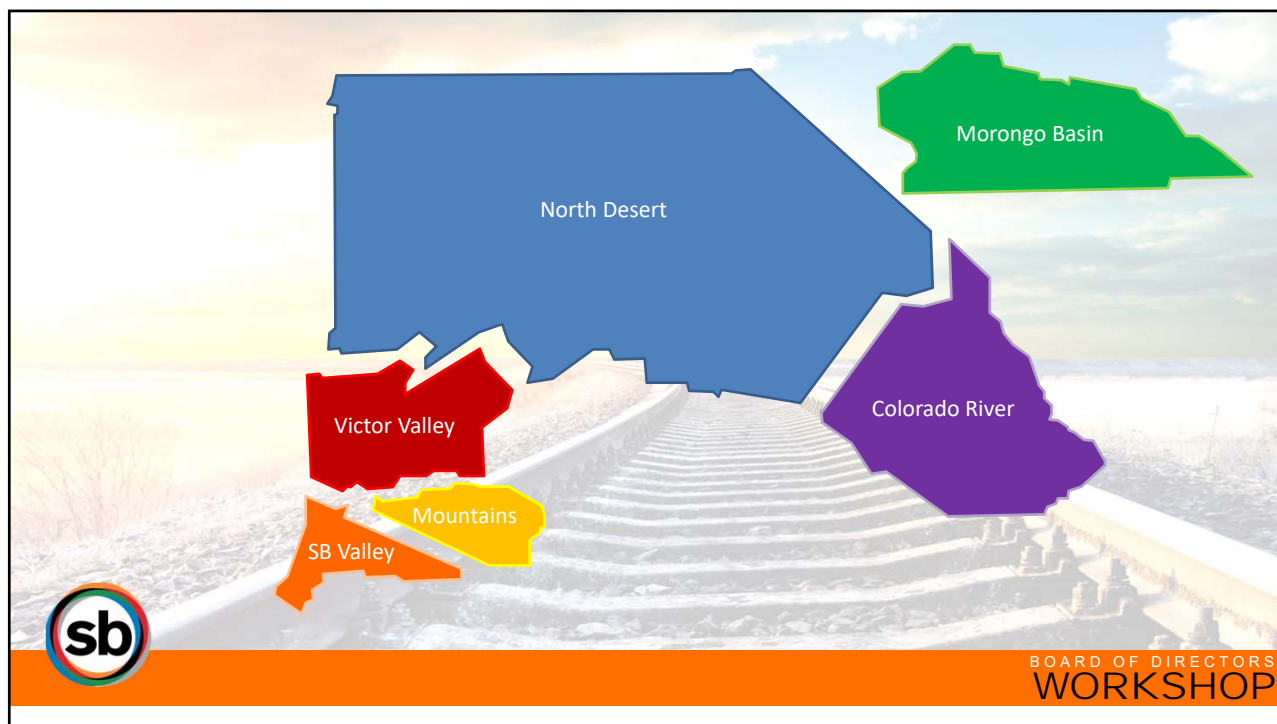 Morongo Basin
North Desert
Colorado River
Victor Valley
Mountains
SB Valley
sb
BOARD OF DIRECTORS
WORKSHOP